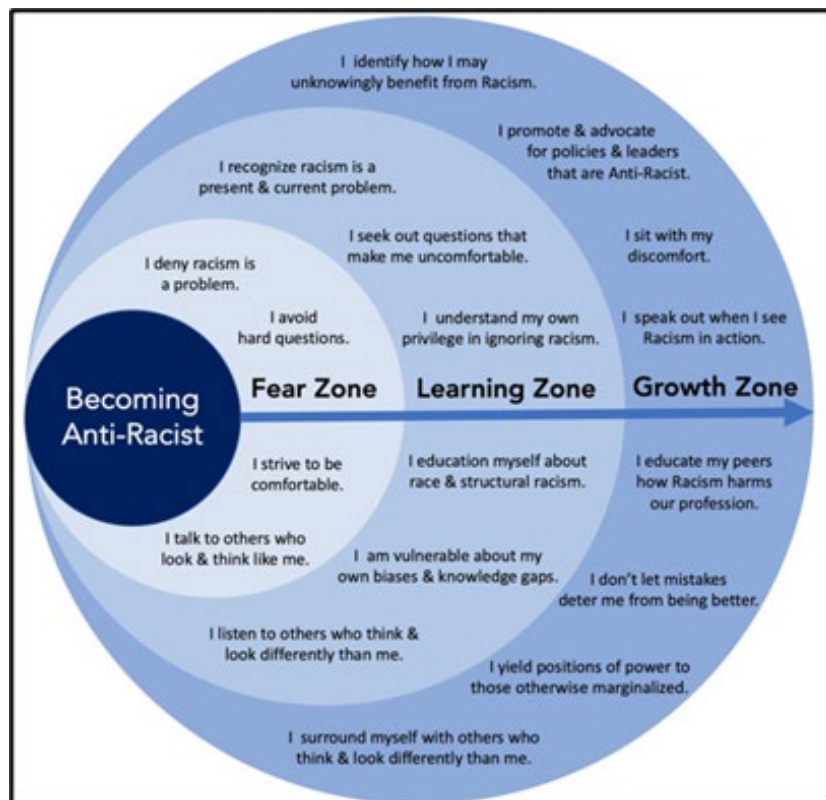 I identify how I may
unknowingly benefit from Racism.
I promote & advocate
for policies & leaders
that are Anti-Racist.
I recognize racism is a
present & current problem.
I seek out questions that
make me uncomfortable.
I sit with my
discomfort.
I deny racism is
a problem.
I avoid
hard questions.
I understand my own
privilege in ignoring racism.
I speak out when I see
Racism in action.
Becoming
Anti-Racist
Fear Zone
Learning Zone
Growth Zone
I strive to be
comfortable.
I education myself about
race & structural racism.
I educate my peers
how Racism harms
our profession.
I talk to others who
look & think like me.
I am vulnerable about my
own biases & knowledge gaps.
I don't let mistakes
deter me from being better.
I listen to others who think &
look differently than me.
I yield positions of power to
those otherwise marginalized.
I surround myself with others who
think & look differently than me.